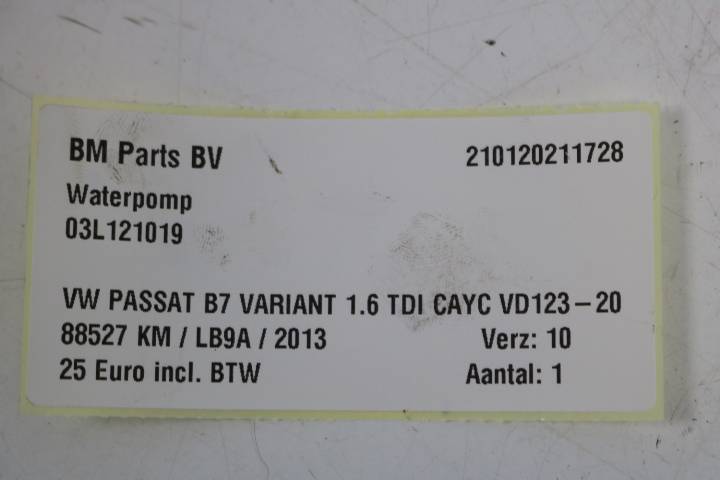 BM Parts BV 210120211728
Waterpomp
03L121019
VW PASSAT B7 VARIANT 1.6 TDI CAYC VD123-20
88527 KM / LB9A / 2013 Verz: 10
25 Euro incl. BTW Aantal: 1